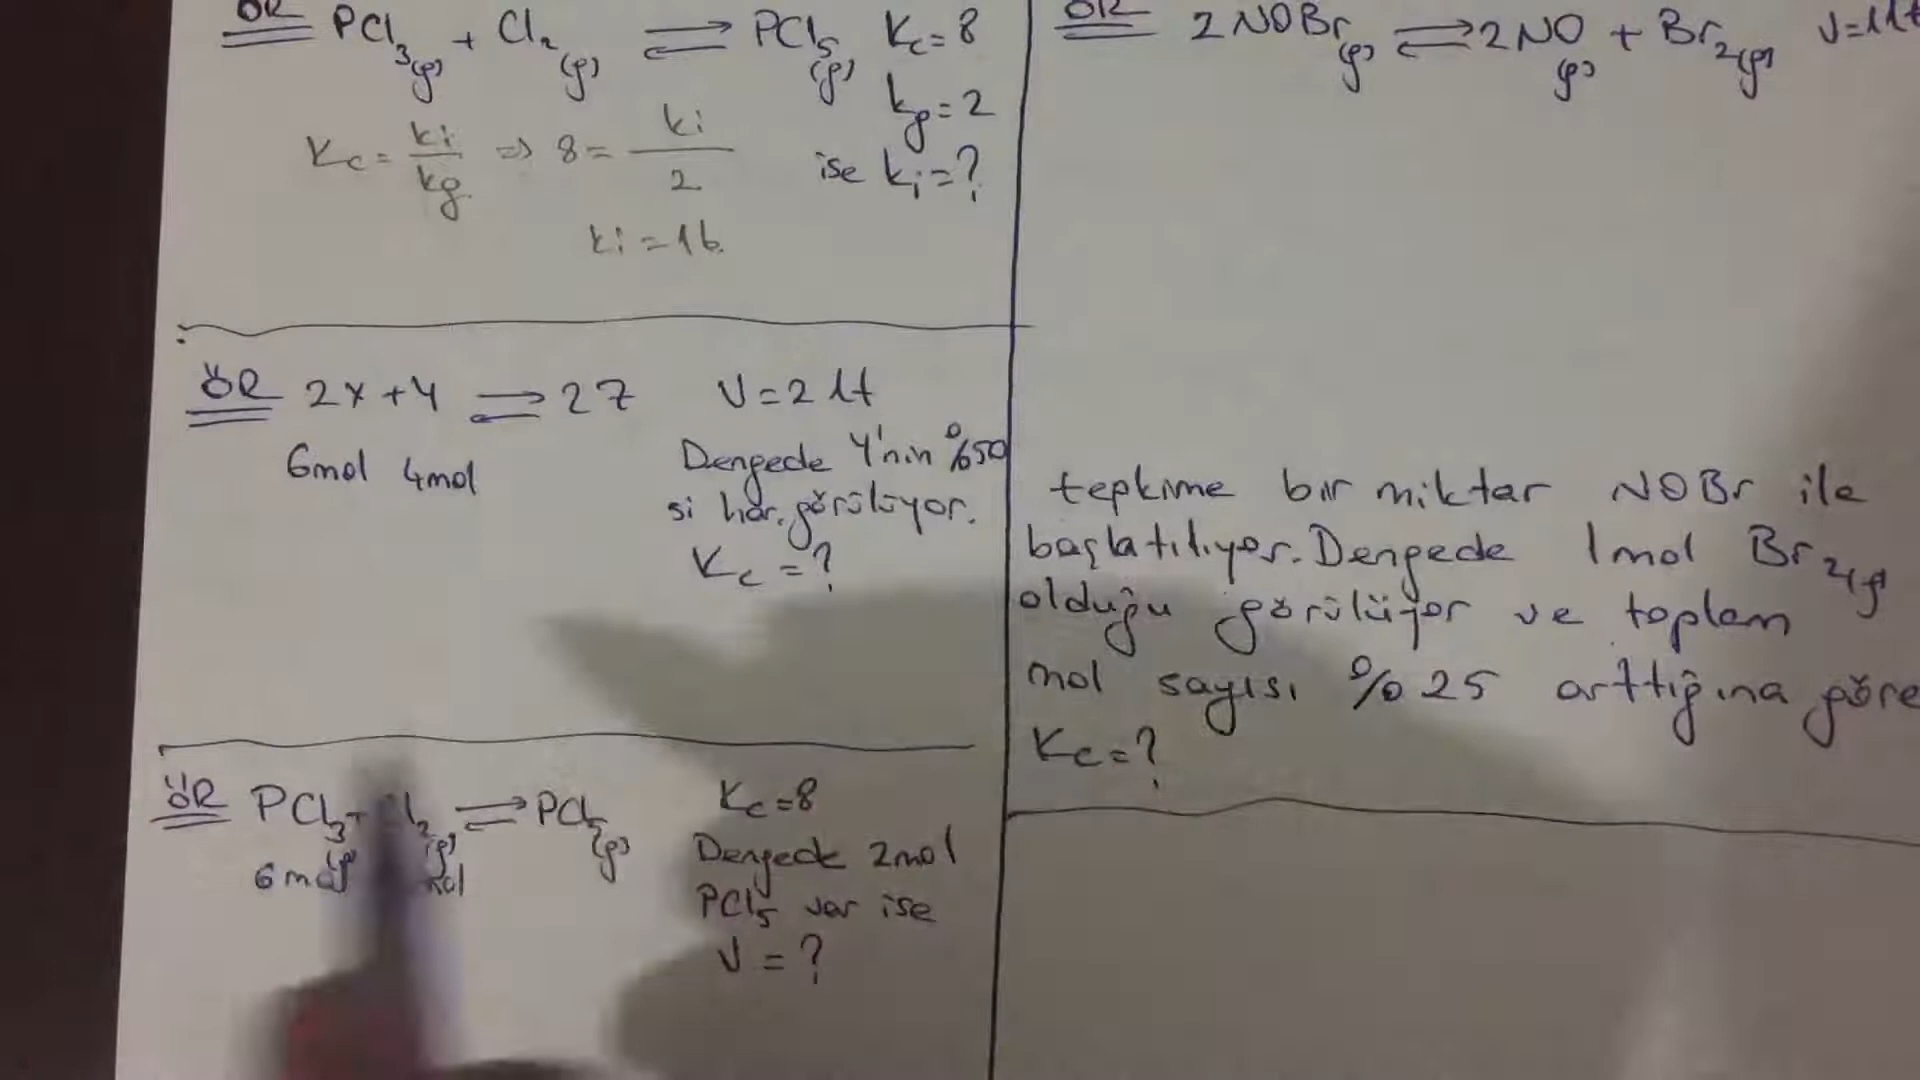 ÖR PCl3(g) + Cl2(g) ⇌ PCl5(g) Kc=8
kg=2
Kc = ki/kg ⇒ 8 = ki/2
ise ki=?
ki=16
ÖR 2X+Y ⇌ 2Z V=2 lt
6mol 4mol
Dengede Y'nin %50
si har. görülüyor.
Kc=?
ÖR PCl3(g) + Cl2(g) ⇌ PCl5(g) Kc=8
6mol mol
Dengede 2mol
PCl5 var ise
V=?
ÖR 2NOBr(g) ⇌ 2NO(g) + Br2(g) V=1lt
tepkime bir miktar NOBr ile
başlatılıyor. Dengede 1mol Br2(g)
olduğu görülüyor ve toplam
mol sayısı %25 arttığına göre
Kc=?